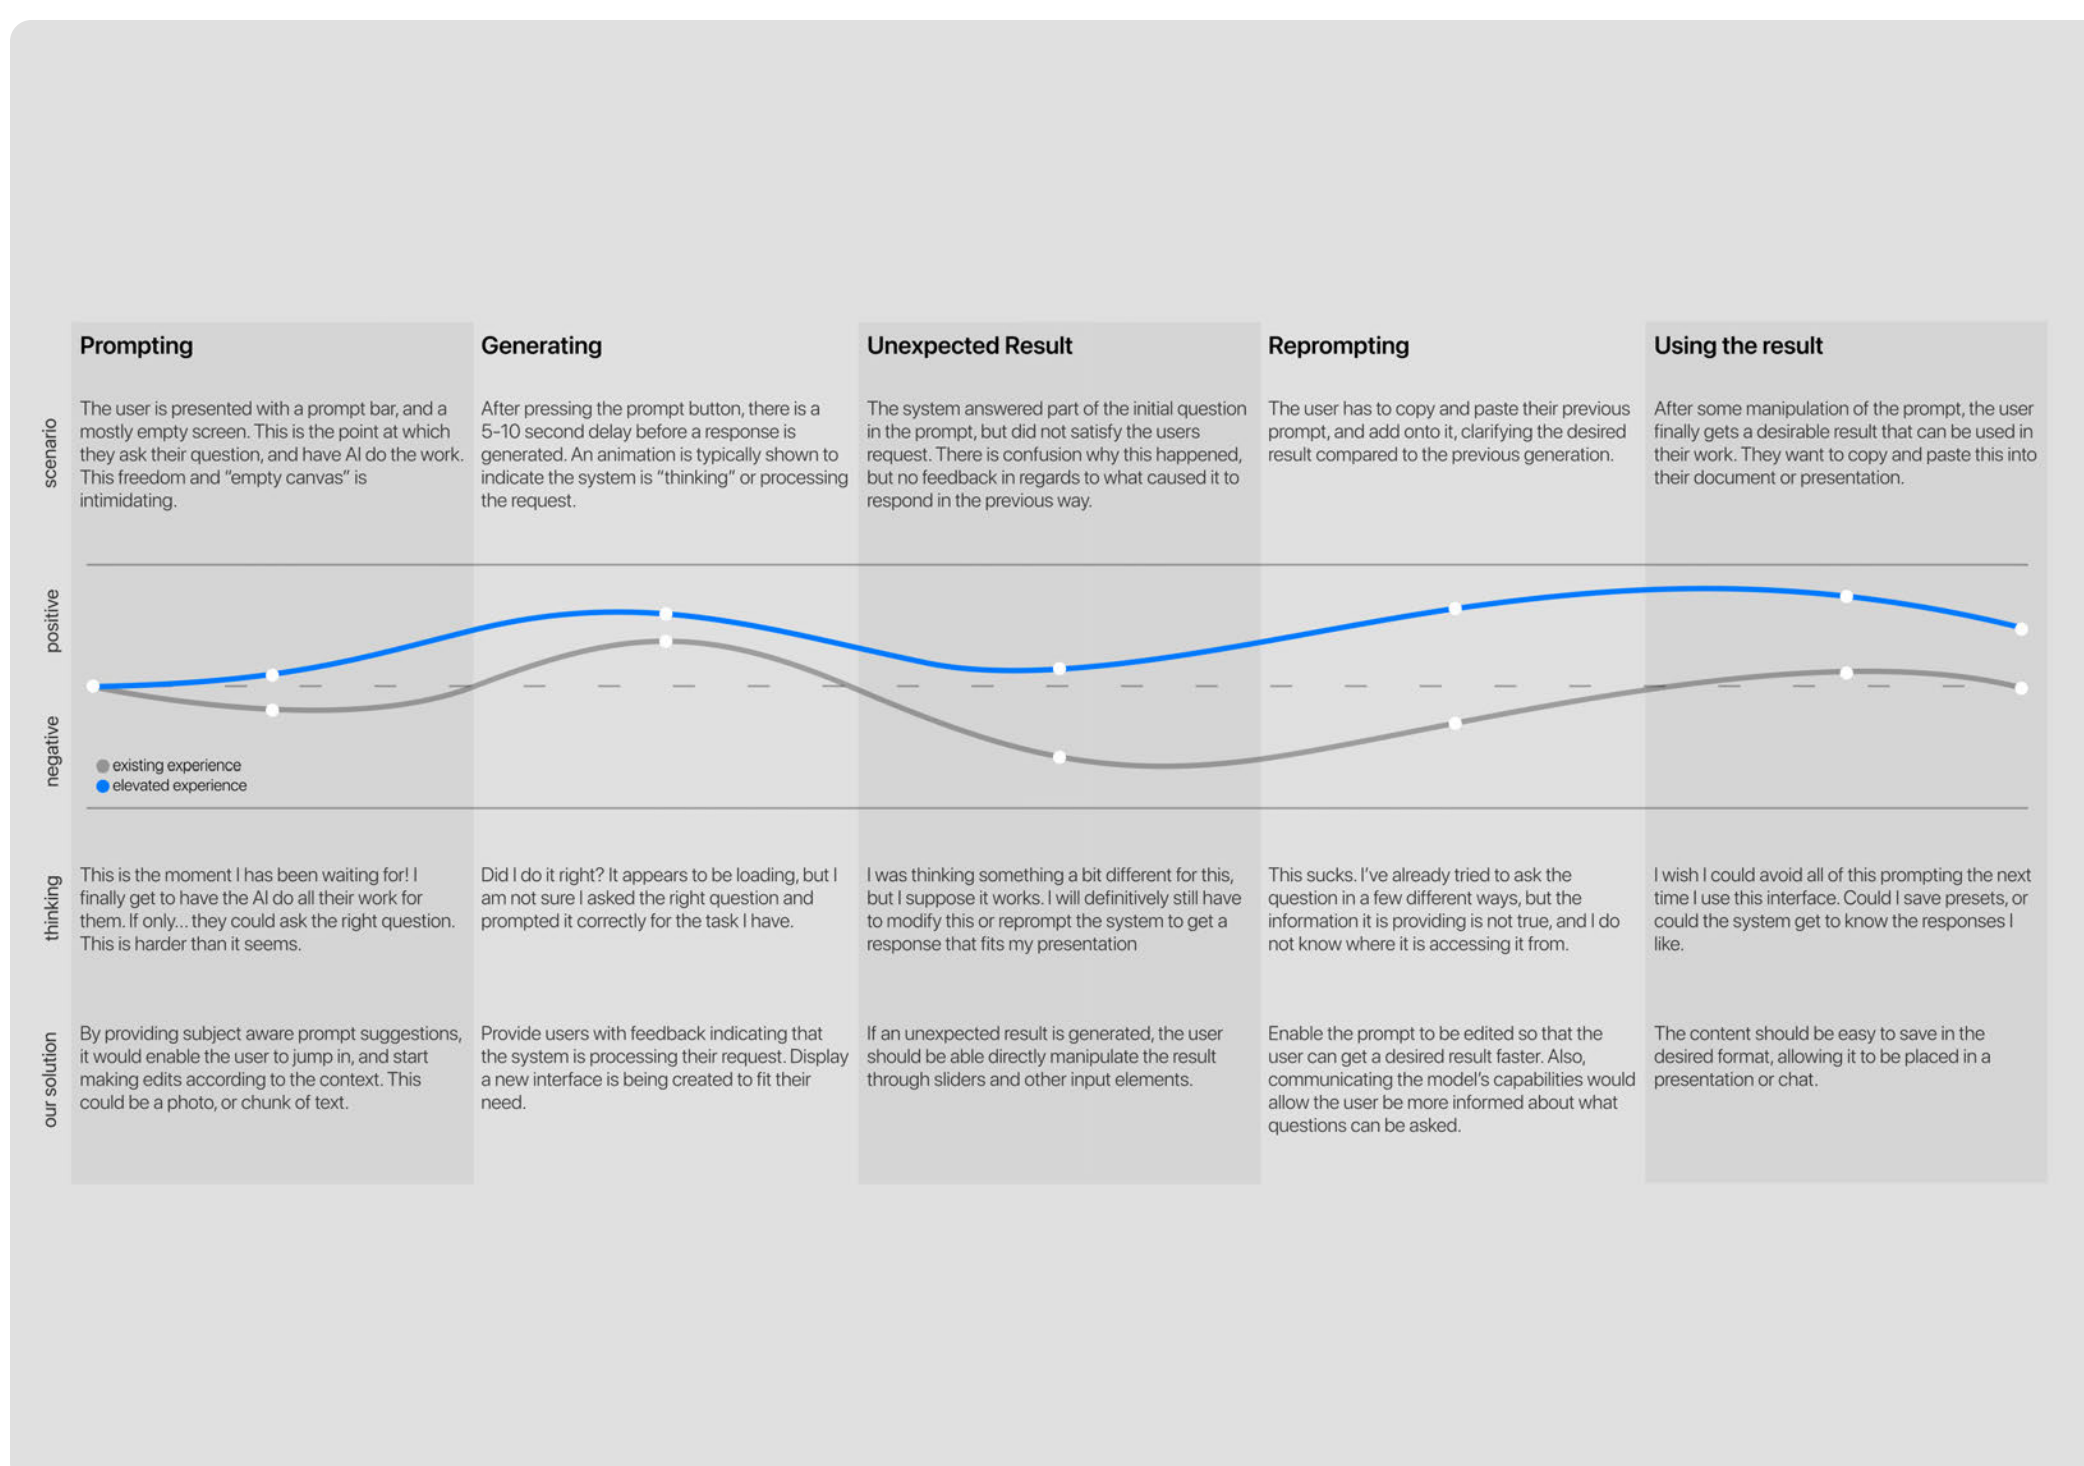 Prompting
Generating
Unexpected Result
Reprompting
Using the result
scenario
The user is presented with a prompt bar, and a
mostly empty screen. This is the point at which
they ask their question, and have AI do the work.
This freedom and “empty canvas” is
intimidating.
After pressing the prompt button, there is a
5-10 second delay before a response is
generated. An animation is typically shown to
indicate the system is “thinking” or processing
the request.
The system answered part of the initial question
in the prompt, but did not satisfy the users
request. There is confusion why this happened,
but no feedback in regards to what caused it to
respond in the previous way.
The user has to copy and paste their previous
prompt, and add onto it, clarifying the desired
result compared to the previous generation.
After some manipulation of the prompt, the user
finally gets a desirable result that can be used in
their work. They want to copy and paste this into
their document or presentation.
positive
negative
existing experience
elevated experience
thinking
This is the moment I has been waiting for! I
finally get to have the AI do all their work for
them. If only... they could ask the right question.
This is harder than it seems.
Did I do it right? It appears to be loading, but I
am not sure I asked the right question and
prompted it correctly for the task I have.
I was thinking something a bit different for this,
but I suppose it works. I will definitively still have
to modify this or reprompt the system to get a
response that fits my presentation
This sucks. I’ve already tried to ask the
question in a few different ways, but the
information it is providing is not true, and I do
not know where it is accessing it from.
I wish I could avoid all of this prompting the next
time I use this interface. Could I save presets, or
could the system get to know the responses I
like.
our solution
By providing subject aware prompt suggestions,
it would enable the user to jump in, and start
making edits according to the context. This
could be a photo, or chunk of text.
Provide users with feedback indicating that
the system is processing their request. Display
a new interface is being created to fit their
need.
If an unexpected result is generated, the user
should be able directly manipulate the result
through sliders and other input elements.
Enable the prompt to be edited so that the
user can get a desired result faster. Also,
communicating the model’s capabilities would
allow the user be more informed about what
questions can be asked.
The content should be easy to save in the
desired format, allowing it to be placed in a
presentation or chat.